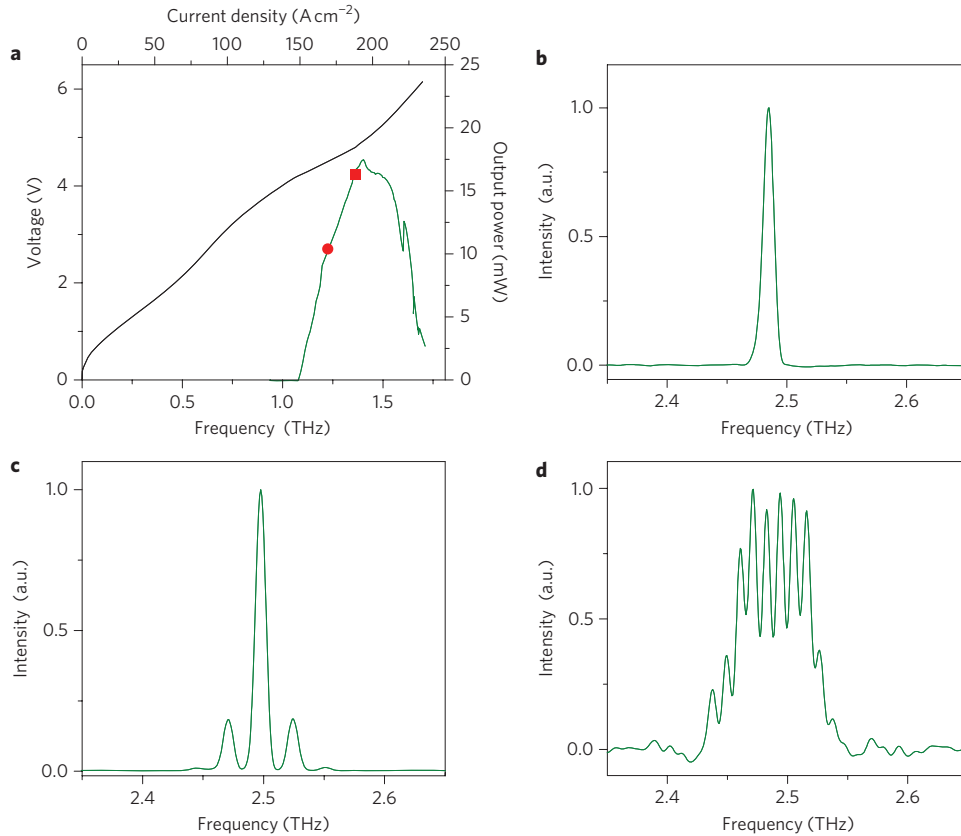 Current density (A cm−2)
0 50 100 150 200 250
a
b
6
4
2
0
Voltage (V)
25
20
15
10
5
0
Output power (mW)
0.0 0.5 1.0 1.5
Frequency (THz)
1.0
0.5
0.0
Intensity (a.u.)
2.4 2.5 2.6
Frequency (THz)
c
d
1.0
0.5
0.0
Intensity (a.u.)
2.4 2.5 2.6
Frequency (THz)
1.0
0.5
0.0
Intensity (a.u.)
2.4 2.5 2.6
Frequency (THz)